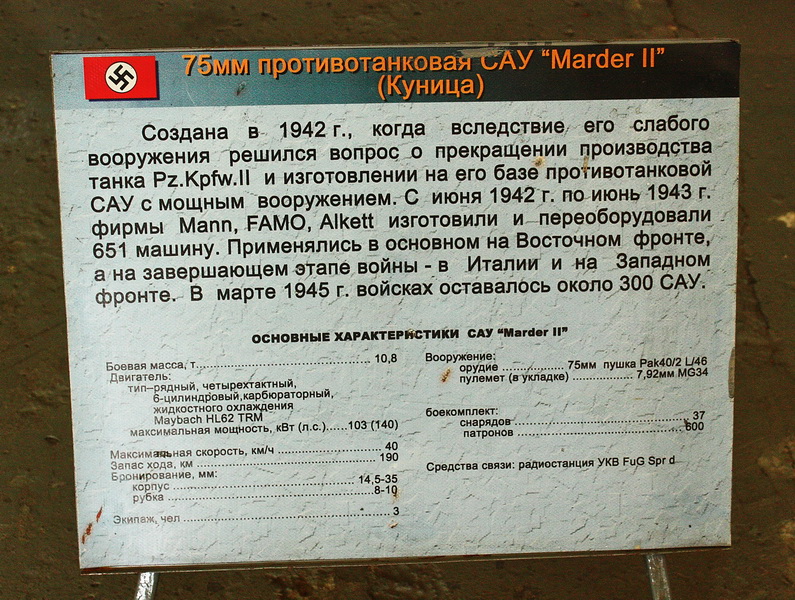 75мм противотанковая САУ “Marder II”
(Куница)
Создана в 1942 г., когда вследствие его слабого
вооружения решился вопрос о прекращении производства
танка Pz.Kpfw.II и изготовлении на его базе противотанковой
САУ с мощным вооружением. С июня 1942 г. по июнь 1943 г.
фирмы Mann, FAMO, Alkett изготовили и переоборудовали
651 машину. Применялись в основном на Восточном фронте,
а на завершающем этапе войны - в Италии и на Западном
фронте. В марте 1945 г. войсках оставалось около 300 САУ.
ОСНОВНЫЕ ХАРАКТЕРИСТИКИ САУ “Marder II”
Боевая масса, т........................................ 10,8
Двигатель:
тип–рядный, четырехтактный,
6-цилиндровый,карбюраторный,
жидкостного охлаждения
Maybach HL62 TRM
максимальная мощность, кВт (л.с.)......103 (140)
Максимальная скорость, км/ч ........................ 40
Запас хода, км ........................................ 190
Бронирование, мм:
корпус ........................................ 14,5-35
рубка ........................................8-10
Экипаж, чел ........................................ 3
Вооружение:
орудие ................ 75мм пушка Pak40/2 L/46
пулемет (в укладке) ................ 7,92мм MG34
боекомплект:
снарядов........................................ 37
патронов ........................................600
Средства связи: радиостанция УКВ FuG Spr d